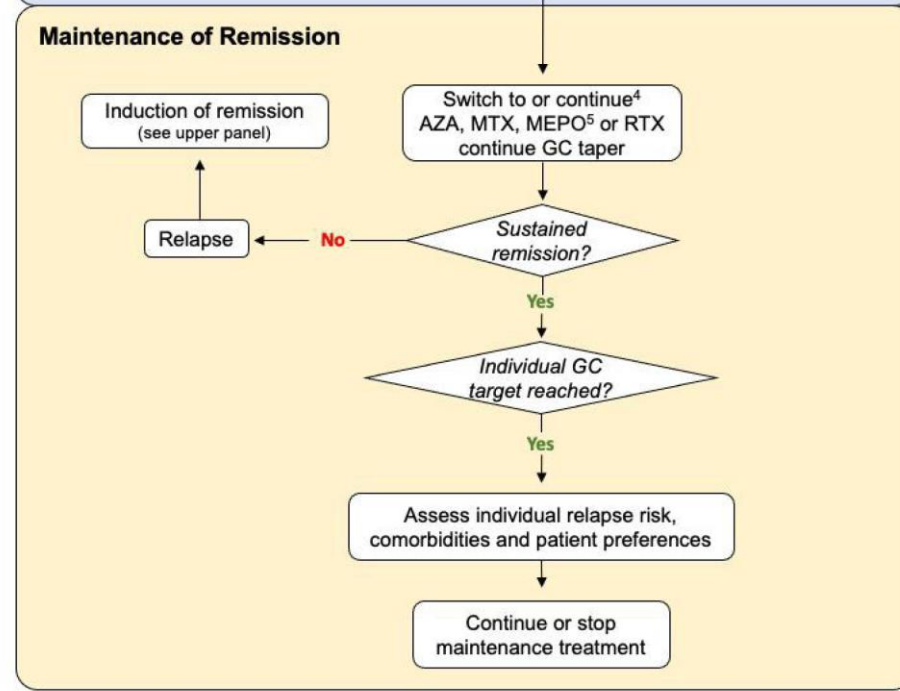 Maintenance of Remission
Induction of remission
(see upper panel)
Switch to or continue⁴
AZA, MTX, MEPO⁵ or RTX
continue GC taper
Relapse
No
Sustained
remission?
Yes
Individual GC
target reached?
Yes
Assess individual relapse risk,
comorbidities and patient preferences
Continue or stop
maintenance treatment